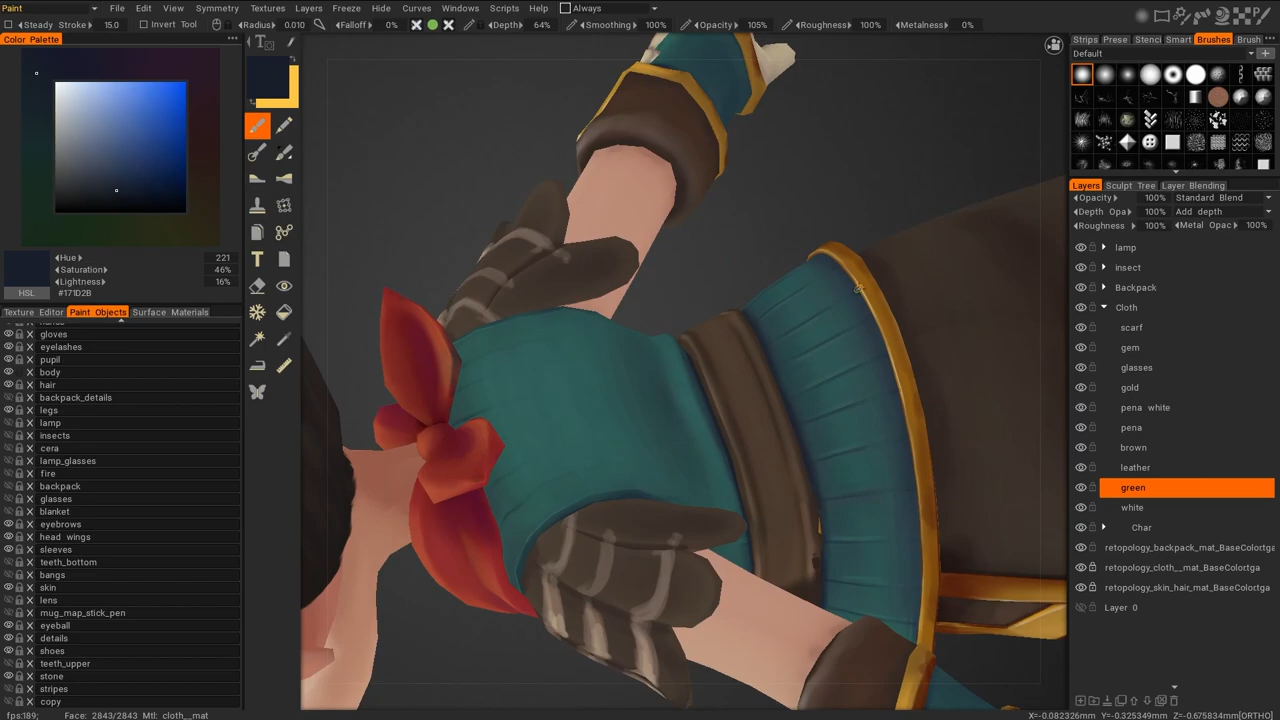 Paint File Edit View Symmetry Textures Layers Freeze Hide Curves Windows Scripts Help Always
Steady Stroke 15.0 Invert Tool Radius 0.010 Falloff 0% Depth 64% Smoothing 100% Opacity 105% Roughness 100% Metalness 0%
Color Palette
Hue 221
Saturation 46%
Lightness 16%
HSL #171D2B
Texture Editor Paint Objects Surface Materials
gloves
eyelashes
pupil
body
hair
backpack_details
legs
lamp
insects
cera
lamp_glasses
fire
backpack
glasses
blanket
eyebrows
head wings
sleeves
teeth_bottom
bangs
skin
lens
mug_map_stick_pen
eyeball
details
shoes
teeth_upper
stone
stripes
copy
fps:189; Face: 2843/2843 Mtl: cloth__mat
Strips Prese Stenci Smart Brushes Brush
Default
Layers Sculpt Tree Layer Blending
Opacity 100% Standard Blend
Depth Opa 100% Add depth
Roughness 100% Metal Opac 100%
lamp
insect
Backpack
Cloth
scarf
gem
glasses
gold
pena white
pena
brown
leather
green
white
Char
retopology_backpack_mat_BaseColortga
retopology_cloth__mat_BaseColortga
retopology_skin_hair_mat_BaseColortga
Layer 0
X=-0.082326mm Y=-0.325349mm Z=-0.675834mm[ORTHO]